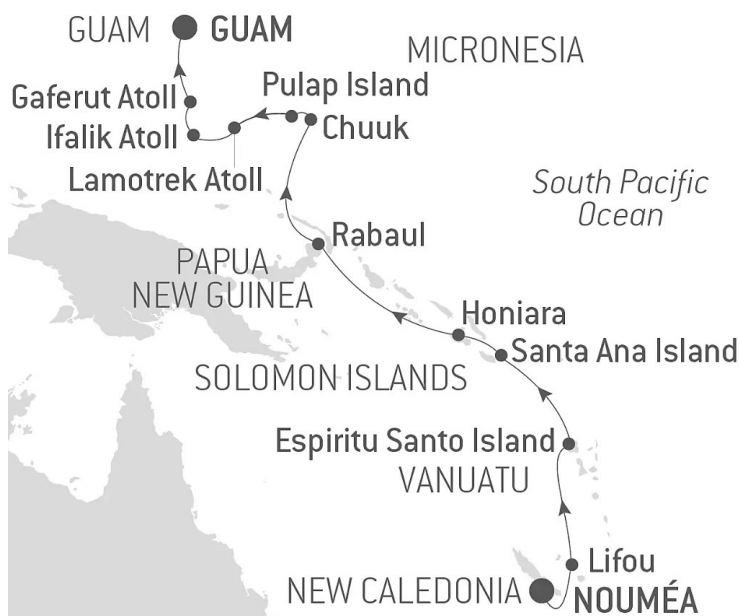 GUAM GUAM
MICRONESIA
Pulap Island
Gaferut Atoll
Chuuk
Ifalik Atoll
Lamotrek Atoll
South Pacific
Ocean
Rabaul
PAPUA
NEW GUINEA
Honiara
Santa Ana Island
SOLOMON ISLANDS
Espiritu Santo Island
VANUATU
Lifou
NEW CALEDONIA NOUMÉA